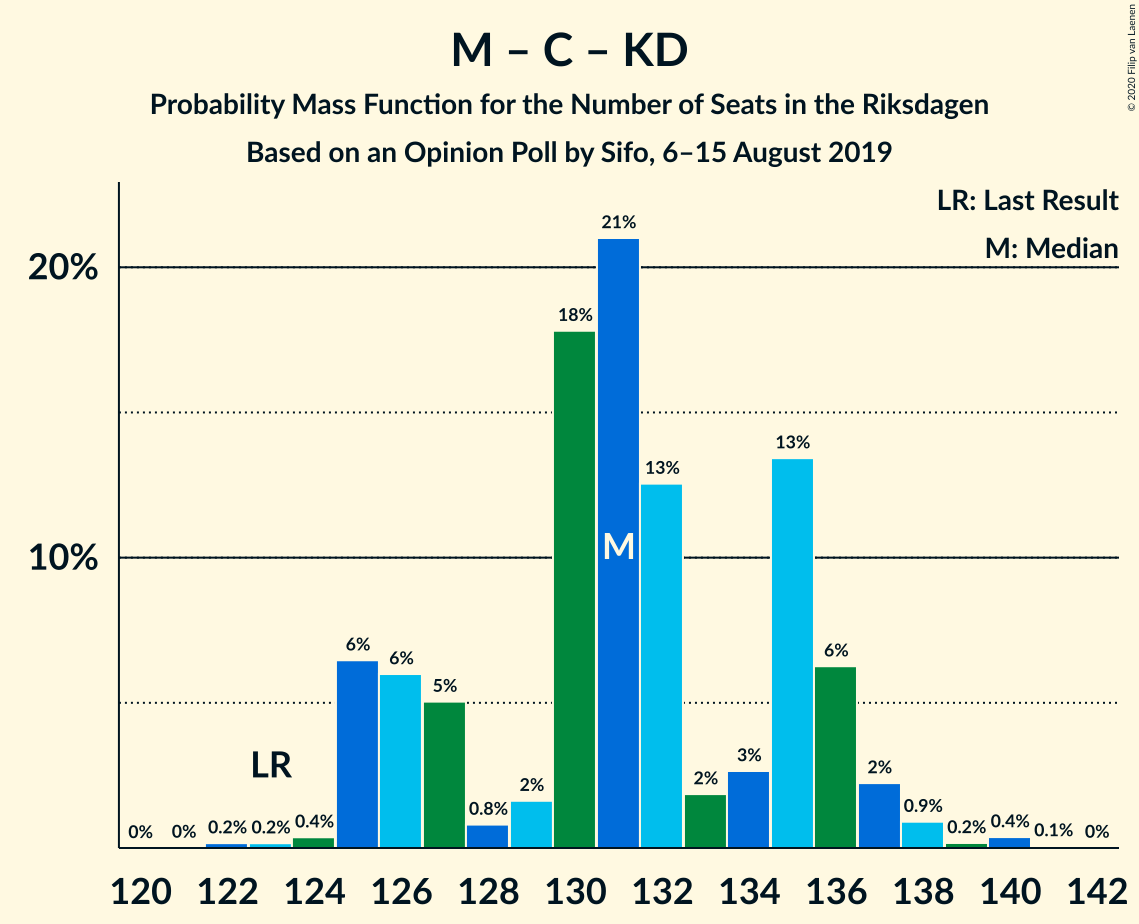 M – C – KD
Probability Mass Function for the Number of Seats in the Riksdagen
Based on an Opinion Poll by Sifo, 6–15 August 2019
© 2020 Filip van Laenen
LR: Last Result
M: Median
20%
10%
0%
0%
0.2%
0.2%
0.4%
6%
6%
5%
0.8%
2%
18%
21%
13%
2%
3%
13%
6%
2%
0.9%
0.2%
0.4%
0.1%
0%
LR
M
120 122 124 126 128 130 132 134 136 138 140 142